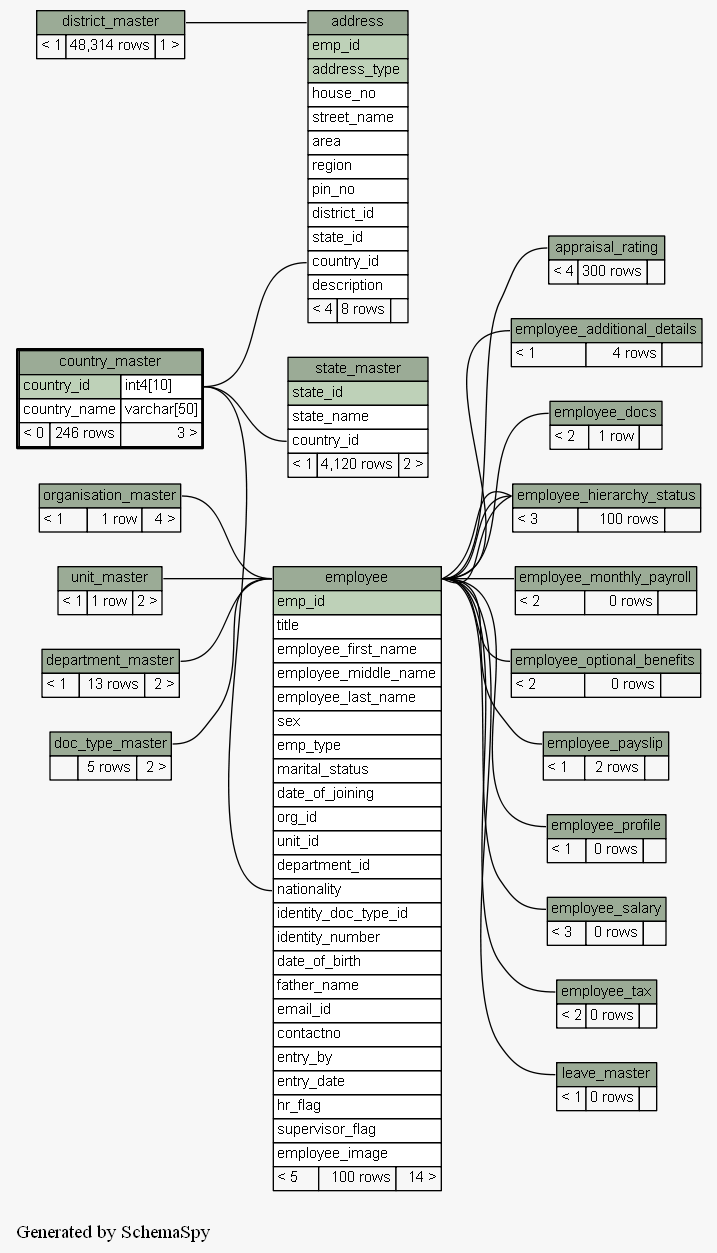 district_master
< 1 48,314 rows 1 >
address
emp_id
address_type
house_no
street_name
area
region
pin_no
district_id
state_id
country_id
description
< 4 8 rows
country_master
country_id int4[10]
country_name varchar[50]
< 0 246 rows 3 >
state_master
state_id
state_name
country_id
< 1 4,120 rows 2 >
organisation_master
< 1 1 row 4 >
unit_master
< 1 1 row 2 >
department_master
< 1 13 rows 2 >
doc_type_master
5 rows 2 >
employee
emp_id
title
employee_first_name
employee_middle_name
employee_last_name
sex
emp_type
marital_status
date_of_joining
org_id
unit_id
department_id
nationality
identity_doc_type_id
identity_number
date_of_birth
father_name
email_id
contactno
entry_by
entry_date
hr_flag
supervisor_flag
employee_image
< 5 100 rows 14 >
appraisal_rating
< 4 300 rows
employee_additional_details
< 1 4 rows
employee_docs
< 2 1 row
employee_hierarchy_status
< 3 100 rows
employee_monthly_payroll
< 2 0 rows
employee_optional_benefits
< 2 0 rows
employee_payslip
< 1 2 rows
employee_profile
< 1 0 rows
employee_salary
< 3 0 rows
employee_tax
< 2 0 rows
leave_master
< 1 0 rows
Generated by SchemaSpy